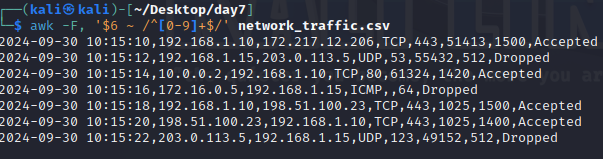 ┌──(kali㉿kali)-[~/Desktop/day7]
└─$ awk -F, '$6 ~ /^[0-9]+$/' network_traffic.csv
2024-09-30 10:15:10,192.168.1.10,172.217.12.206,TCP,443,51413,1500,Accepted
2024-09-30 10:15:12,192.168.1.15,203.0.113.5,UDP,53,55432,512,Dropped
2024-09-30 10:15:14,10.0.0.2,192.168.1.10,TCP,80,61324,1420,Accepted
2024-09-30 10:15:16,172.16.0.5,192.168.1.15,ICMP,,64,Dropped
2024-09-30 10:15:18,192.168.1.10,198.51.100.23,TCP,443,1025,1500,Accepted
2024-09-30 10:15:20,198.51.100.23,192.168.1.10,TCP,443,1025,1400,Accepted
2024-09-30 10:15:22,203.0.113.5,192.168.1.15,UDP,123,49152,512,Dropped